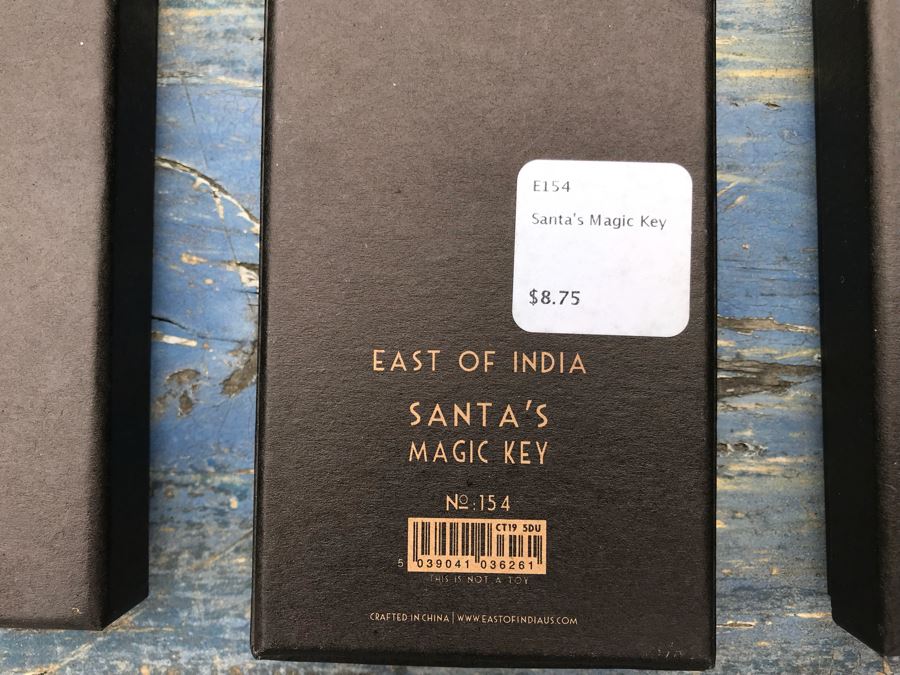 E154
Santa's Magic Key
$8.75
EAST OF INDIA
SANTA'S
MAGIC KEY
Nº:154
CT19 5DU
5 039041 036261
THIS IS NOT A TOY
CRAFTED IN CHINA | WWW.EASTOFINDIAUS.COM